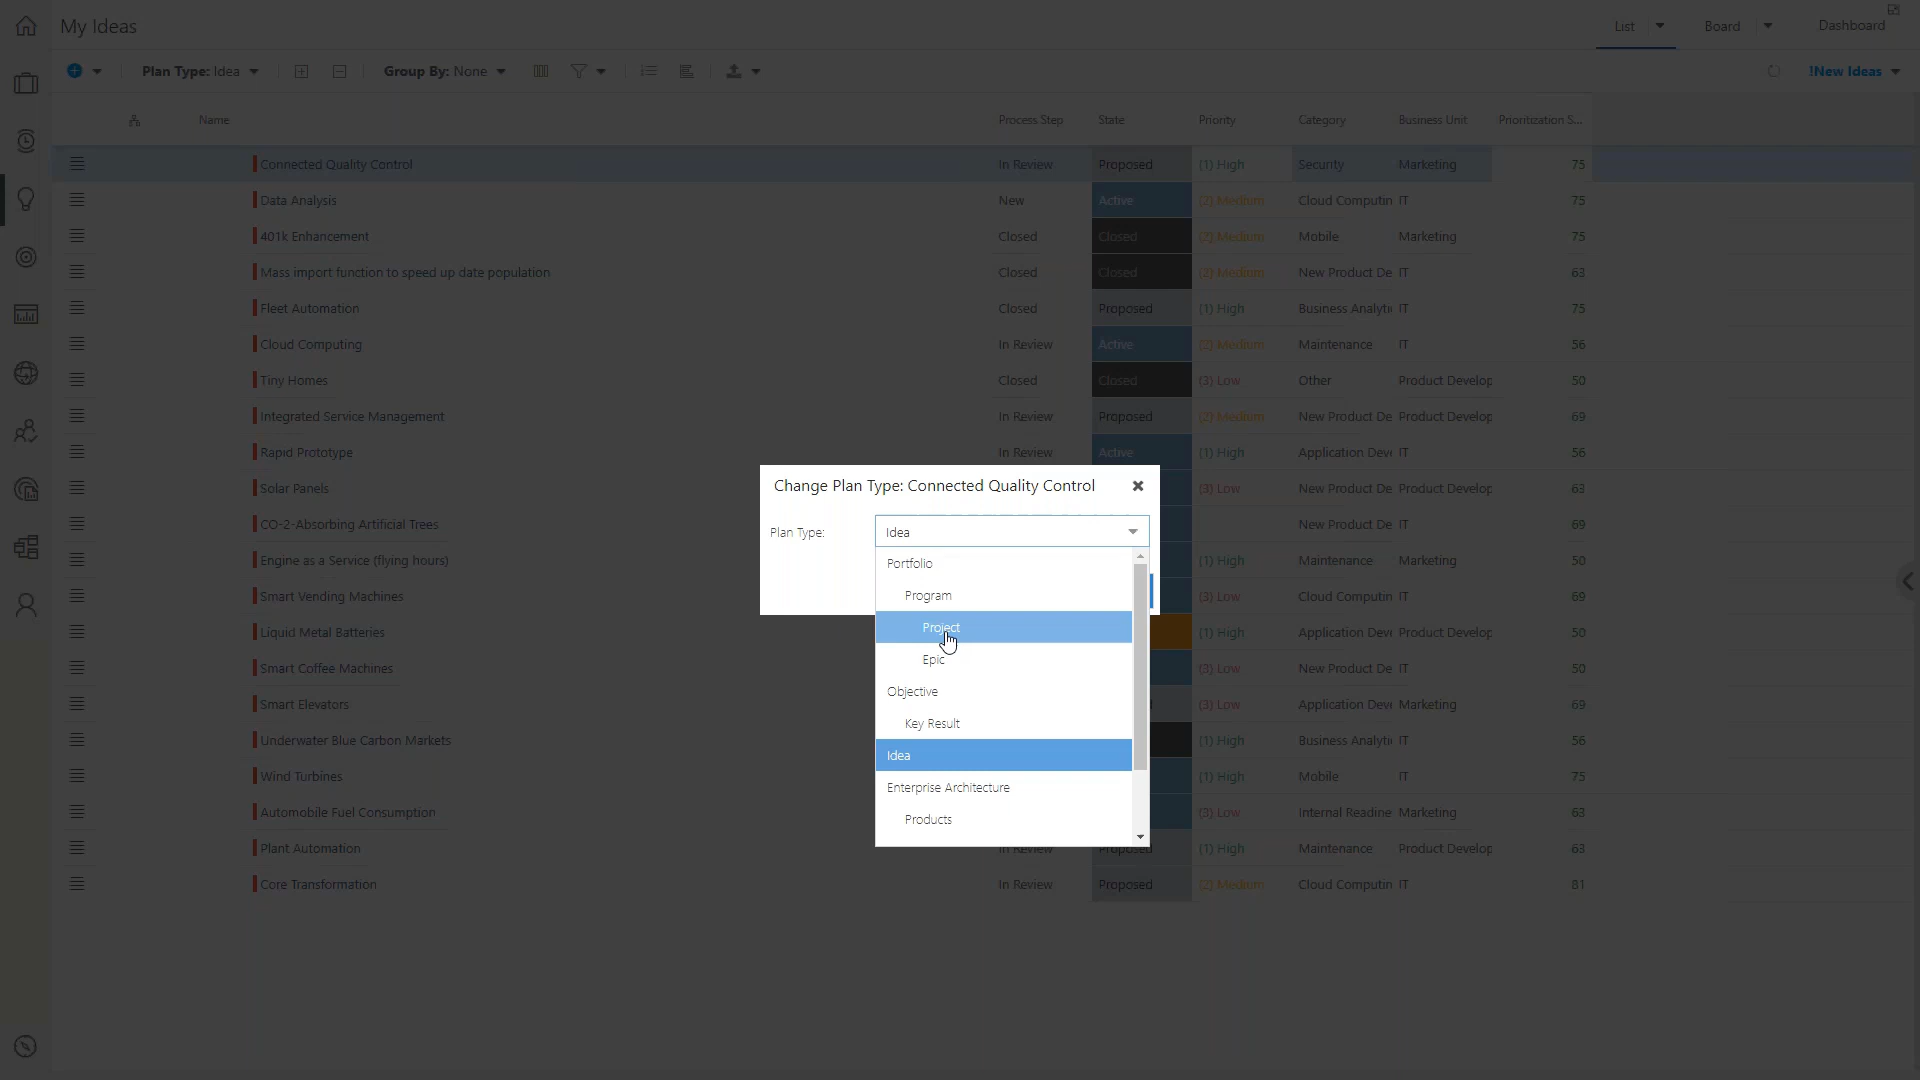 My Ideas
List Board Dashboard
Plan Type: Idea Group By: None !New Ideas
Name Process Step State Priority Category Business Unit Prioritization S...
Connected Quality Control In Review Proposed (1) High Security Marketing 75
Data Analysis New Active (2) Medium Cloud Computin IT 75
401k Enhancement Closed Closed (2) Medium Mobile Marketing 75
Mass import function to speed up date population Closed Closed (2) Medium New Product De IT 63
Fleet Automation Closed Proposed (1) High Business Analyti IT 75
Cloud Computing In Review Active (2) Medium Maintenance IT 56
Tiny Homes Closed Closed (3) Low Other Product Develop 50
Integrated Service Management In Review Proposed (2) Medium New Product De Product Develop 69
Rapid Prototype In Review Active (1) High Application Deve IT 56
Solar Panels (3) Low New Product De Product Develop 63
CO-2-Absorbing Artificial Trees New Product De IT 69
Engine as a Service (flying hours) (1) High Maintenance Marketing 50
Smart Vending Machines (3) Low Cloud Computin IT 69
Liquid Metal Batteries (1) High Application Deve Product Develop 50
Smart Coffee Machines (3) Low New Product De IT 50
Smart Elevators (3) Low Application Deve Marketing 69
Underwater Blue Carbon Markets (1) High Business Analyti IT 56
Wind Turbines (1) High Mobile IT 75
Automobile Fuel Consumption (3) Low Internal Readine Marketing 63
Plant Automation In Review Proposed (1) High Maintenance Product Develop 63
Core Transformation In Review Proposed (2) Medium Cloud Computin IT 81
Change Plan Type: Connected Quality Control
Plan Type: Idea
Portfolio
Program
Project
Epic
Objective
Key Result
Idea
Enterprise Architecture
Products